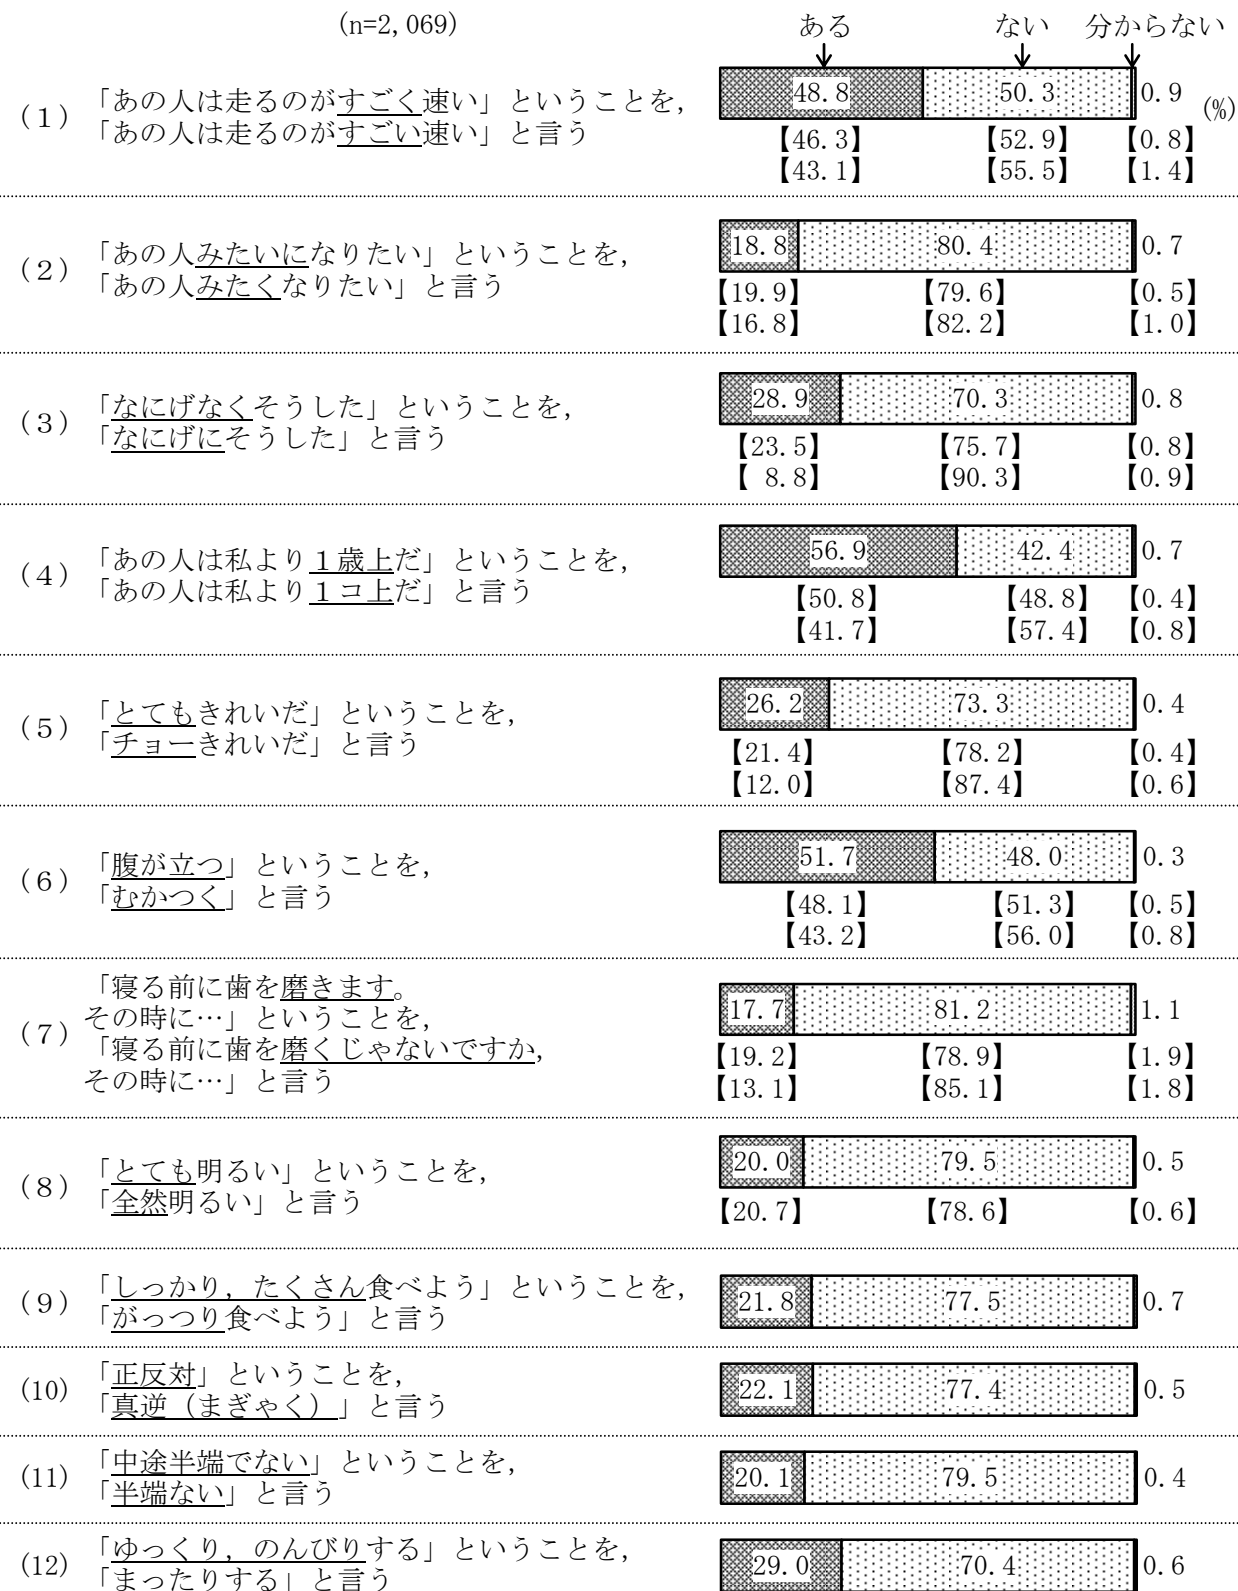 (n=2,069)
ある ない 分からない
(1) 「あの人は走るのがすごく速い」ということを，
「あの人は走るのがすごい速い」と言う
48.8 50.3 0.9 (%)
【46.3】 【52.9】 【0.8】
【43.1】 【55.5】 【1.4】
(2) 「あの人みたいになりたい」ということを，
「あの人みたくなりたい」と言う
18.8 80.4 0.7
【19.9】 【79.6】 【0.5】
【16.8】 【82.2】 【1.0】
(3) 「なにげなくそうした」ということを，
「なにげにそうした」と言う
28.9 70.3 0.8
【23.5】 【75.7】 【0.8】
【 8.8】 【90.3】 【0.9】
(4) 「あの人は私より１歳上だ」ということを，
「あの人は私より１コ上だ」と言う
56.9 42.4 0.7
【50.8】 【48.8】 【0.4】
【41.7】 【57.4】 【0.8】
(5) 「とてもきれいだ」ということを，
「チョーきれいだ」と言う
26.2 73.3 0.4
【21.4】 【78.2】 【0.4】
【12.0】 【87.4】 【0.6】
(6) 「腹が立つ」ということを，
「むかつく」と言う
51.7 48.0 0.3
【48.1】 【51.3】 【0.5】
【43.2】 【56.0】 【0.8】
(7) 「寝る前に歯を磨きます。
その時に…」ということを，
「寝る前に歯を磨くじゃないですか，
その時に…」と言う
17.7 81.2 1.1
【19.2】 【78.9】 【1.9】
【13.1】 【85.1】 【1.8】
(8) 「とても明るい」ということを，
「全然明るい」と言う
20.0 79.5 0.5
【20.7】 【78.6】 【0.6】
(9) 「しっかり，たくさん食べよう」ということを，
「がっつり食べよう」と言う
21.8 77.5 0.7
(10) 「正反対」ということを，
「真逆（まぎゃく）」と言う
22.1 77.4 0.5
(11) 「中途半端でない」ということを，
「半端ない」と言う
20.1 79.5 0.4
(12) 「ゆっくり，のんびりする」ということを，
「まったりする」と言う
29.0 70.4 0.6